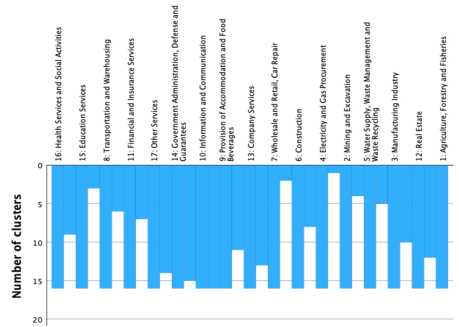 16: Health Services and Social Activities
15: Education Services
8: Transportation and Warehousing
11: Financial and Insurance Services
17: Other Services
14: Government Administration, Defense and
Guarantees
10: Information and Communication
9: Provision of Accommodation and Food
Beverages
13: Company Services
7: Wholesale and Retail, Car Repair
6: Construction
4: Electricity and Gas Procurement
2: Mining and Excavation
5: Water Supply, Waste Management and
Waste Recycling
3: Manufacturing Industry
12: Real Estate
1: Agriculture, Forestry and Fisheries
Number of clusters
0
5
10
15
20